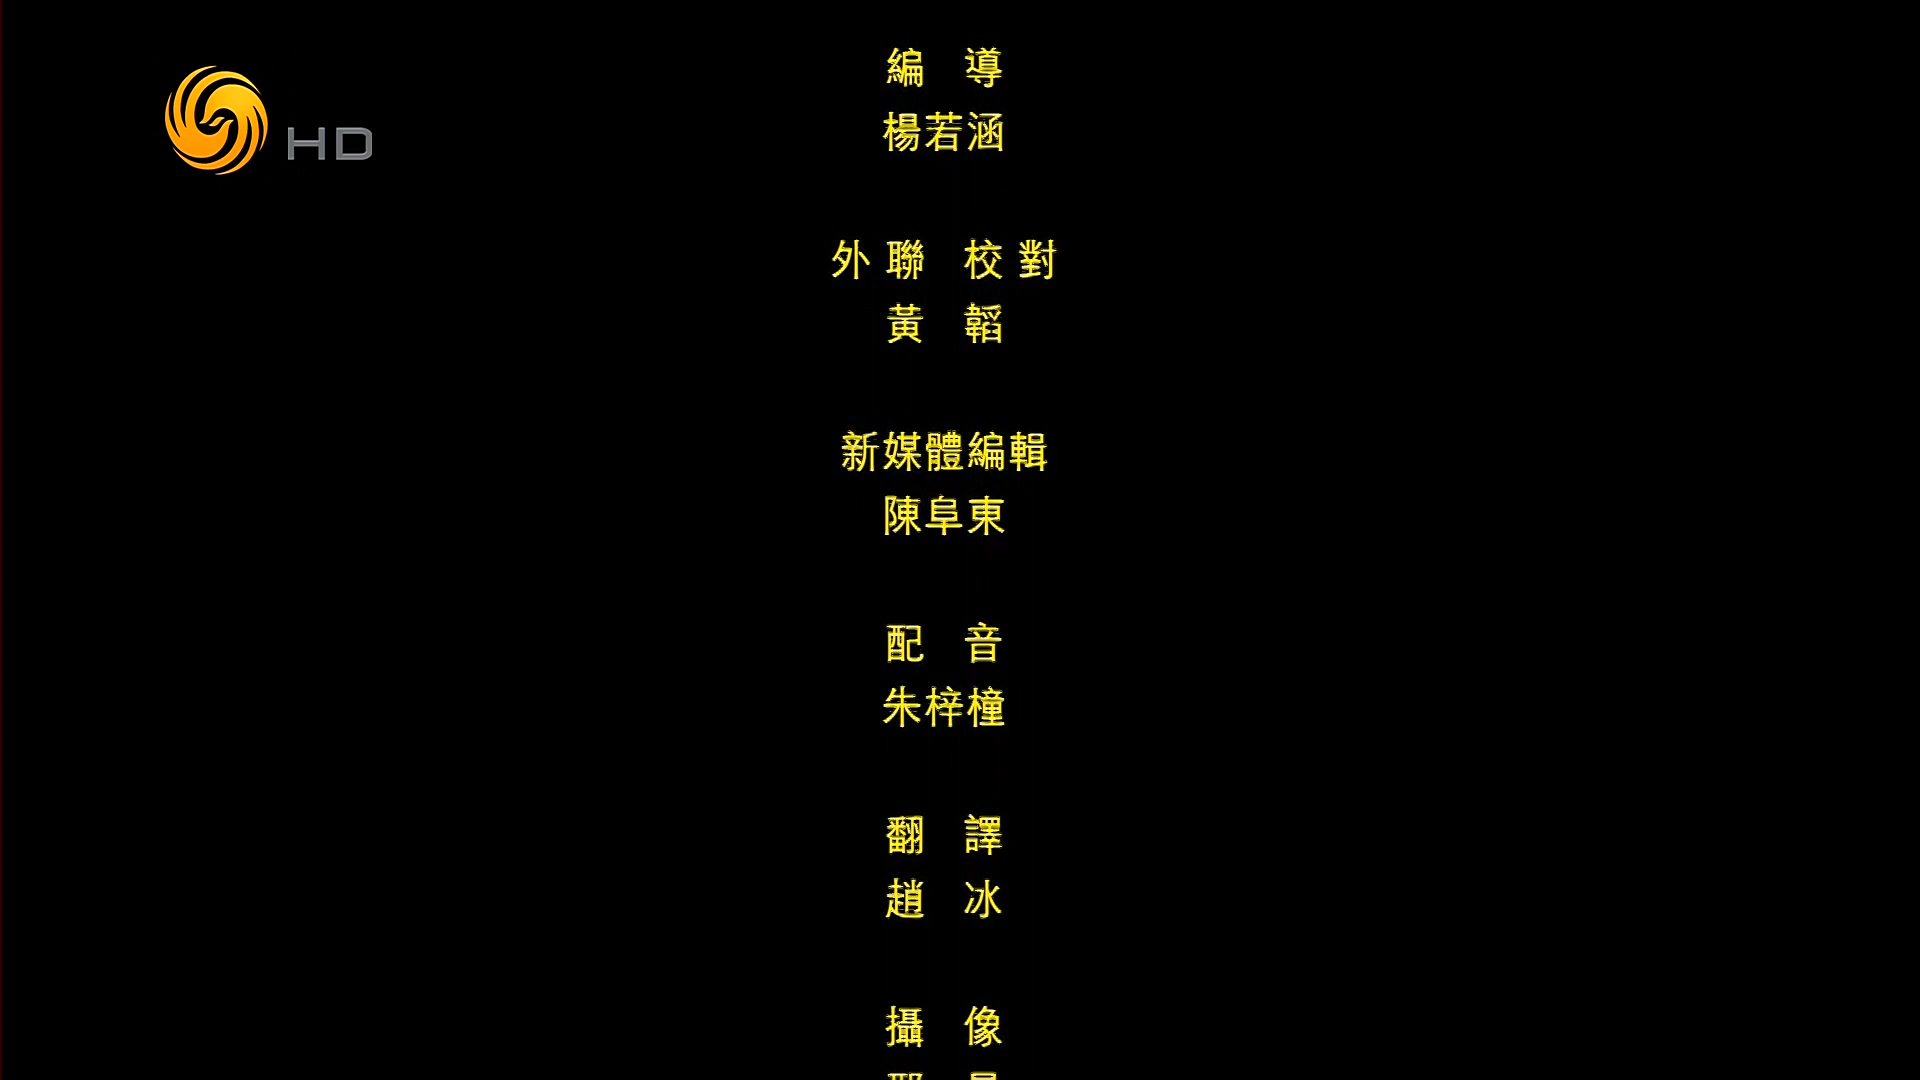 HD
編 導
楊若涵
外 聯 校 對
黃 韜
新媒體編輯
陳阜東
配 音
朱梓橦
翻 譯
趙 冰
攝 像